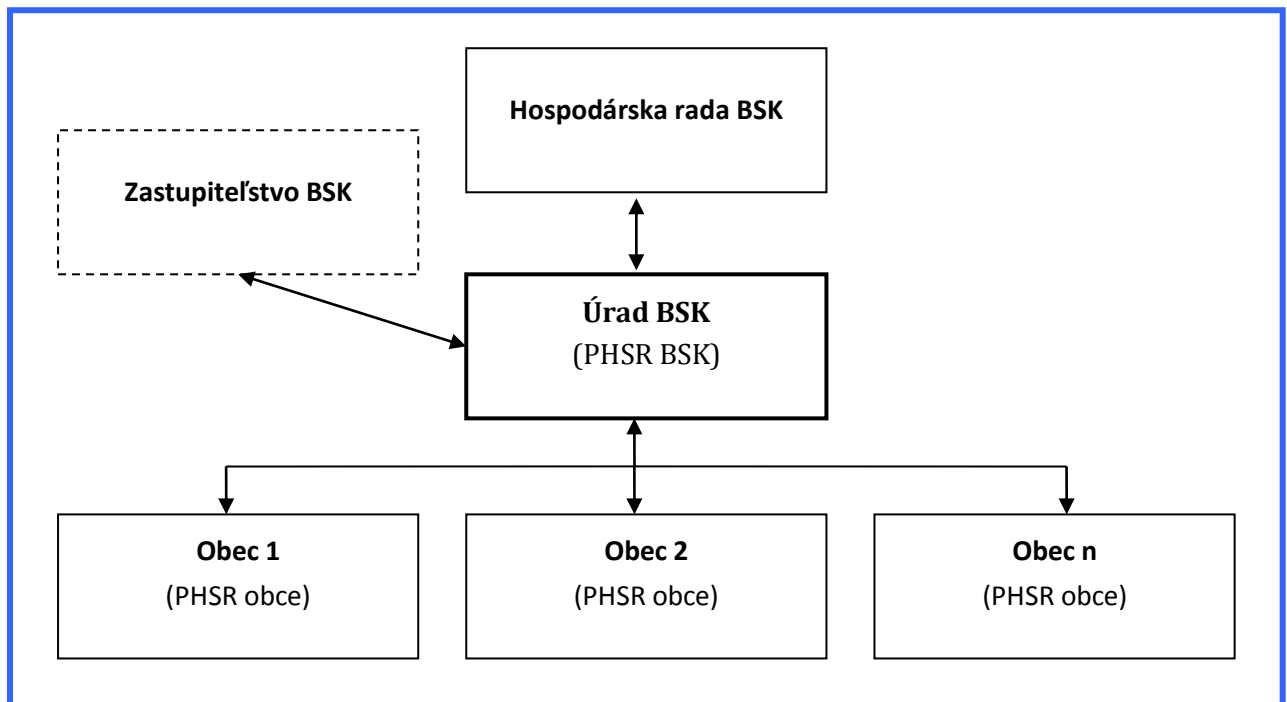 Hospodárska rada BSK
Zastupiteľstvo BSK
Úrad BSK
(PHSR BSK)
Obec 1
(PHSR obce)
Obec 2
(PHSR obce)
Obec n
(PHSR obce)